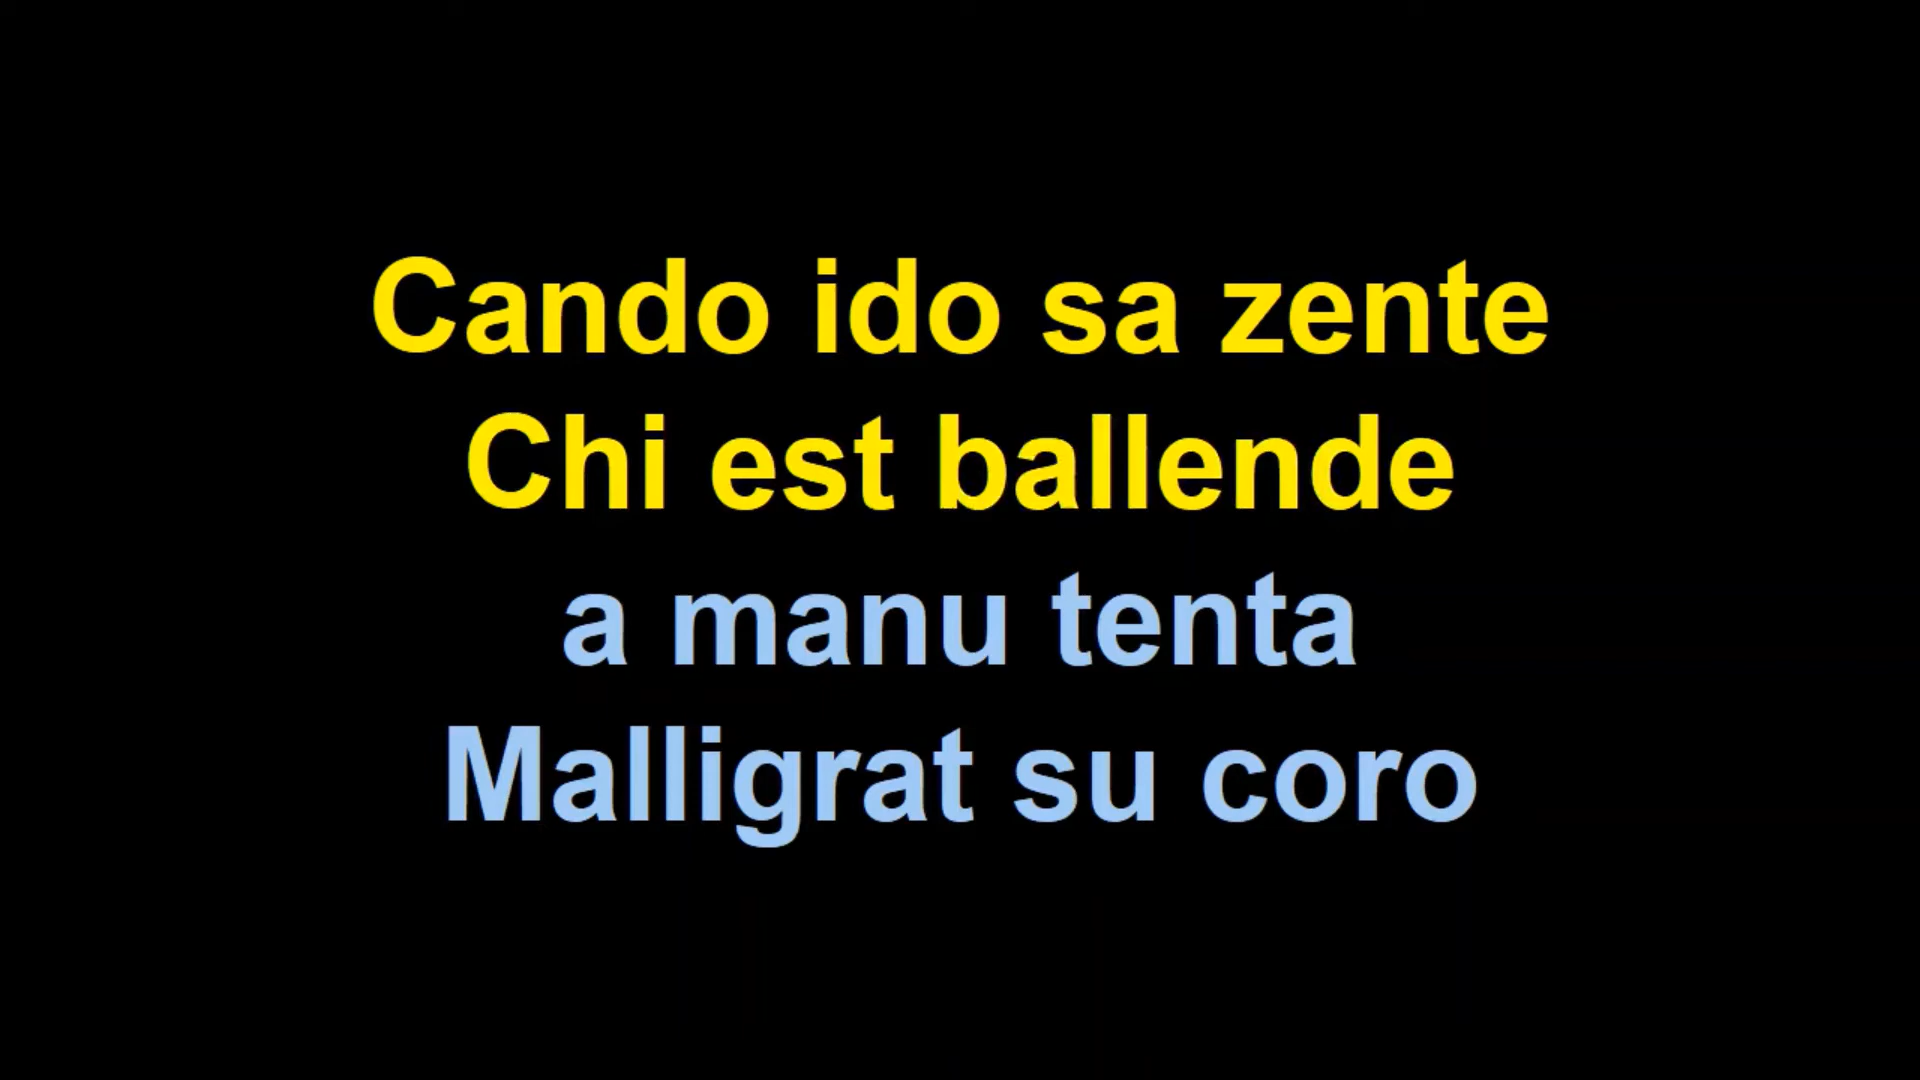 Cando ido sa zente
Chi est ballende
a manu tenta
Malligrat su coro